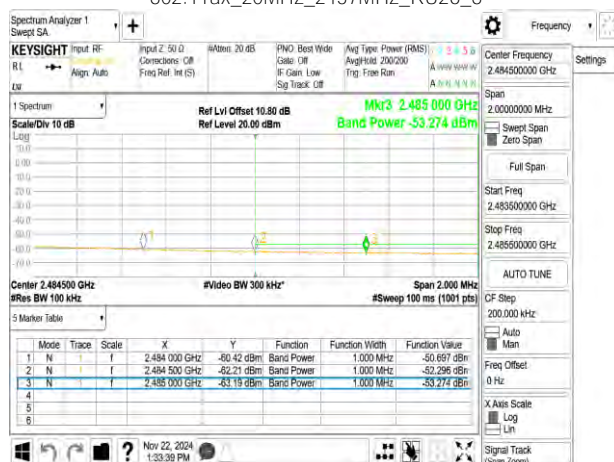 802.11ax_20MHz_2457MHz_RU26_8
Spectrum Analyzer 1
Swept SA
+
Frequency
KEYSIGHT
Input: RF
Input Z: 50 Ω
#Atten: 20 dB
PNO: Best Wide
Avg Type: Power (RMS)
RL
Align: Auto
Corrections: Off
Freq Ref: Int (S)
Gate: Off
IF Gain: Low
Sig Track: Off
Avg|Hold: 200/200
Trig: Free Run
Center Frequency
2.484500000 GHz
Settings
Span
2.00000000 MHz
Swept Span
Zero Span
Full Span
Start Freq
2.483500000 GHz
Stop Freq
2.485500000 GHz
AUTO TUNE
CF Step
200.000 kHz
Auto
Man
Freq Offset
0 Hz
X Axis Scale
Log
Lin
Signal Track
(Span Zoom)
1 Spectrum
Scale/Div 10 dB
Ref Lvl Offset 10.80 dB
Ref Level 20.00 dBm
Mkr3 2.485 000 GHz
Band Power -53.274 dBm
Log
Center 2.484500 GHz
#Video BW 300 kHz*
Span 2.000 MHz
#Res BW 100 kHz
#Sweep 100 ms (1001 pts)
5 Marker Table
Mode Trace Scale X Y Function Function Width Function Value
1 N 1 f 2.484 000 GHz -60.42 dBm Band Power 1.000 MHz -50.697 dBm
2 N 1 f 2.484 500 GHz -62.21 dBm Band Power 1.000 MHz -52.296 dBm
3 N 1 f 2.485 000 GHz -63.19 dBm Band Power 1.000 MHz -53.274 dBm
4
5
6
?
Nov 22, 2024
1:33:39 PM